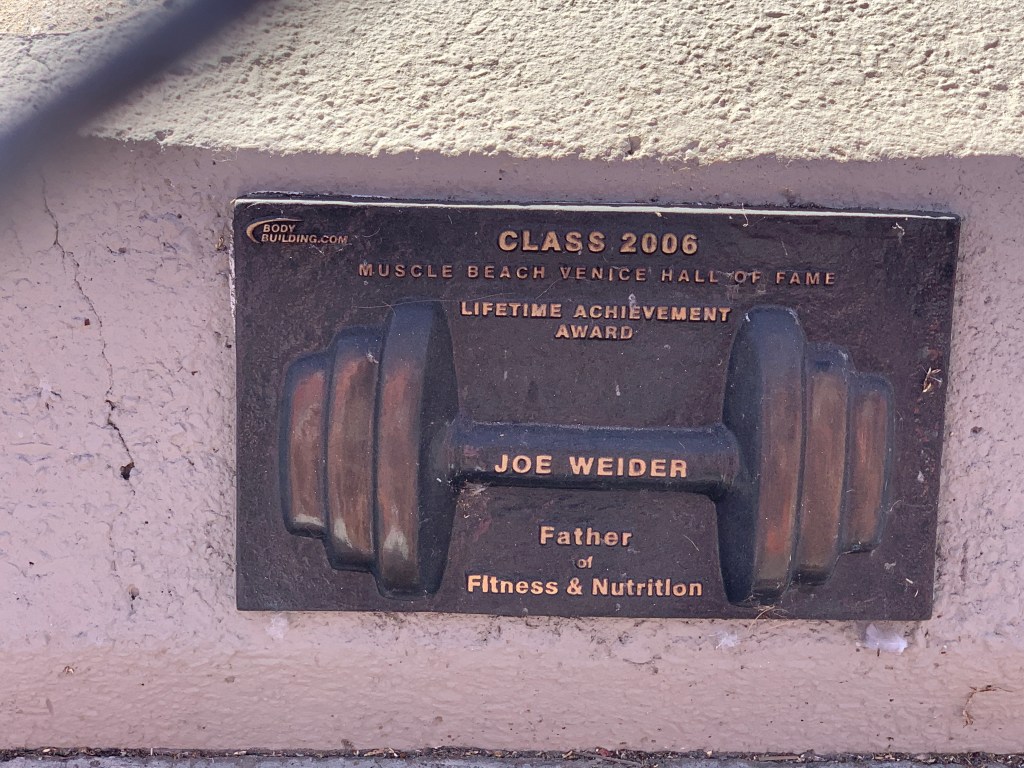 BODY
BUILDING.COM
CLASS 2006
MUSCLE BEACH VENICE HALL OF FAME
LIFETIME ACHIEVEMENT
AWARD
JOE WEIDER
Father
of
Fitness & Nutrition